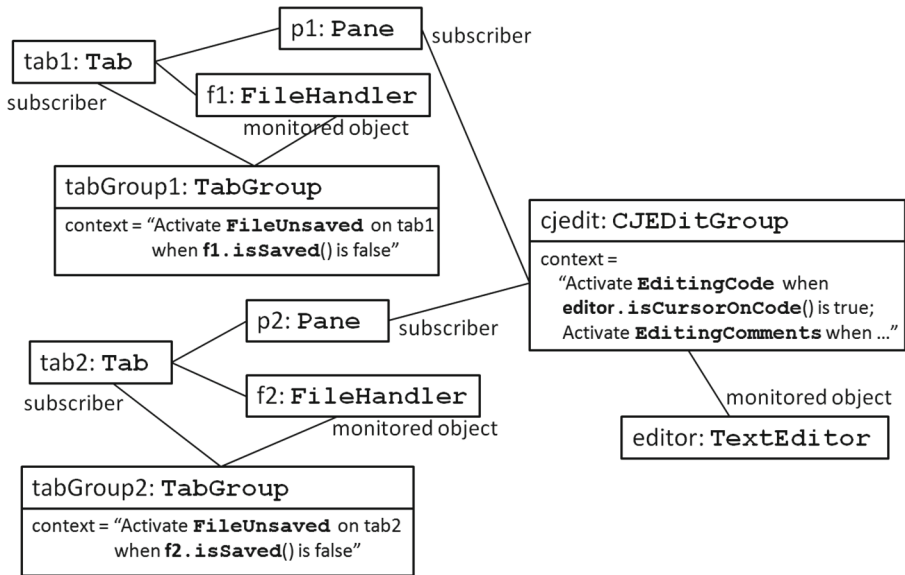 p1: Pane
subscriber
tab1: Tab
f1: FileHandler
subscriber
monitored object
tabGroup1: TabGroup
context = “Activate FileUnsaved on tab1
when f1.isSaved() is false”
cjedit: CJEDitGroup
context =
“Activate EditingCode when
editor.isCursorOnCode() is true;
Activate EditingComments when ...”
p2: Pane
subscriber
tab2: Tab
f2: FileHandler
subscriber
monitored object
monitored object
editor: TextEditor
tabGroup2: TabGroup
context = “Activate FileUnsaved on tab2
when f2.isSaved() is false”